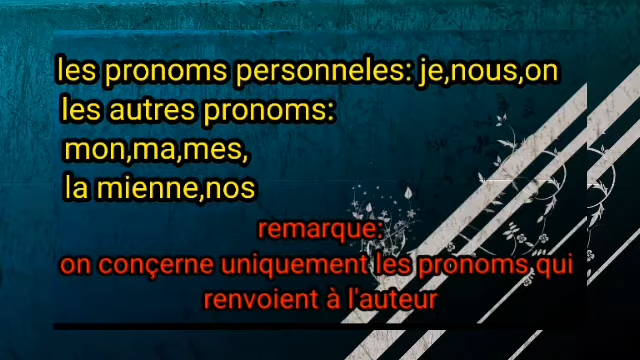 les pronoms personneles: je,nous,on
les autres pronoms:
mon,ma,mes,
la mienne,nos
remarque:
on conçerne uniquement les pronoms qui
renvoient à l'auteur